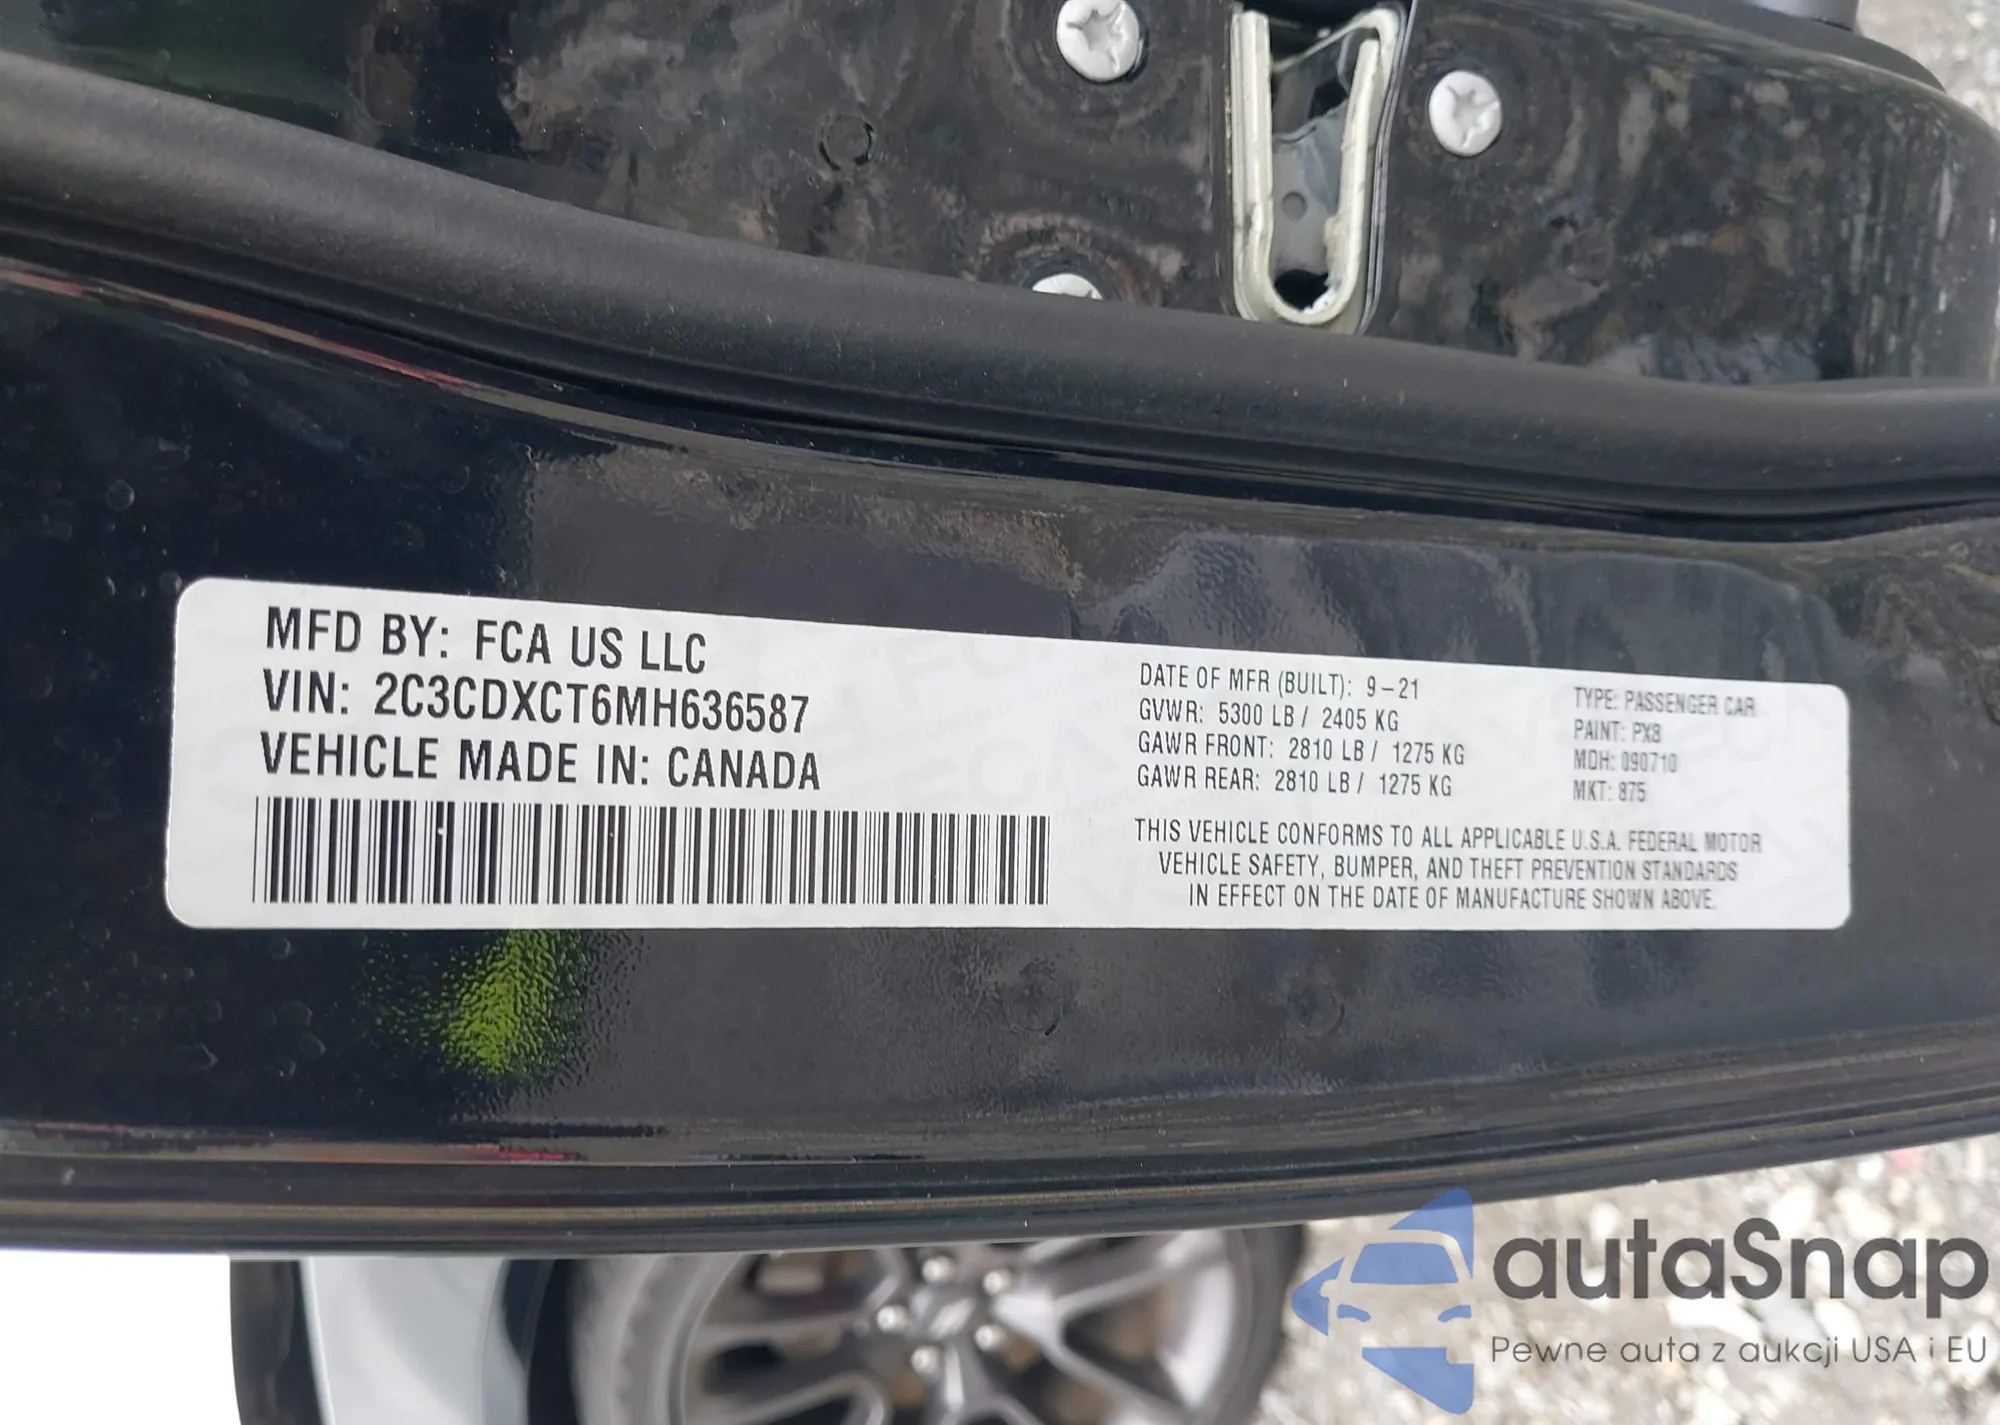 MFD BY: FCA US LLC
VIN: 2C3CDXCT6MH636587
VEHICLE MADE IN: CANADA
DATE OF MFR (BUILT): 9-21
GVWR: 5300 LB / 2405 KG
GAWR FRONT: 2810 LB / 1275 KG
GAWR REAR: 2810 LB / 1275 KG
TYPE: PASSENGER CAR
PAINT: PX8
MDH: 090710
MKT: 875
THIS VEHICLE CONFORMS TO ALL APPLICABLE U.S.A. FEDERAL MOTOR
VEHICLE SAFETY, BUMPER, AND THEFT PREVENTION STANDARDS
IN EFFECT ON THE DATE OF MANUFACTURE SHOWN ABOVE.
autaSnap
Pewne auta z aukcji USA i EU